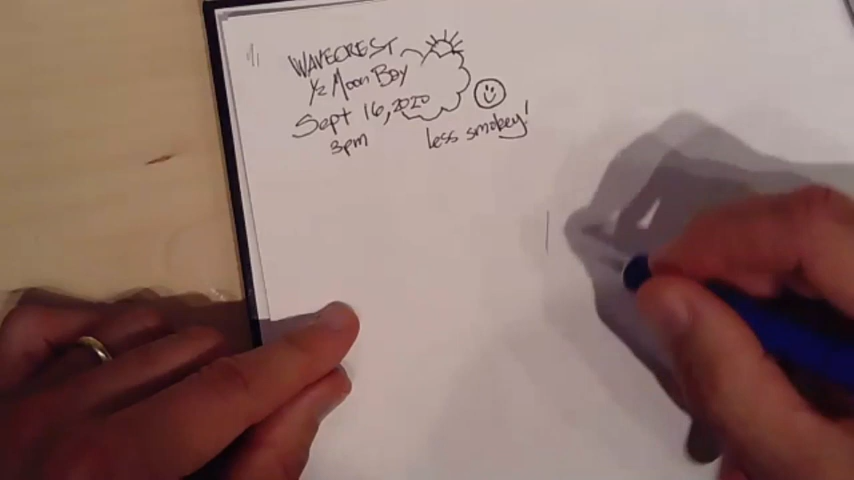 WAVECREST
1/2 Moon Bay
Sept 16, 2020
3pm
less smokey!